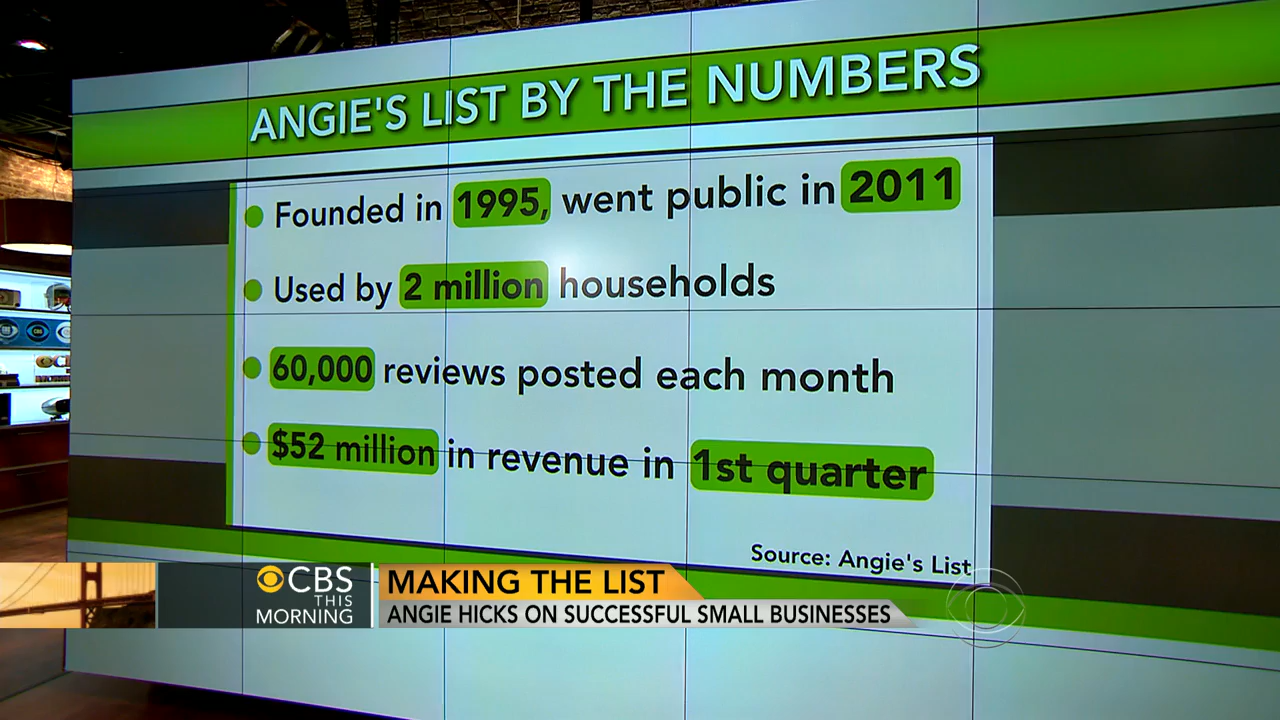 ANGIE'S LIST BY THE NUMBERS
Founded in 1995, went public in 2011
Used by 2 million households
60,000 reviews posted each month
$52 million in revenue in 1st quarter
Source: Angie's List
CBS
THIS
MORNING
MAKING THE LIST
ANGIE HICKS ON SUCCESSFUL SMALL BUSINESSES